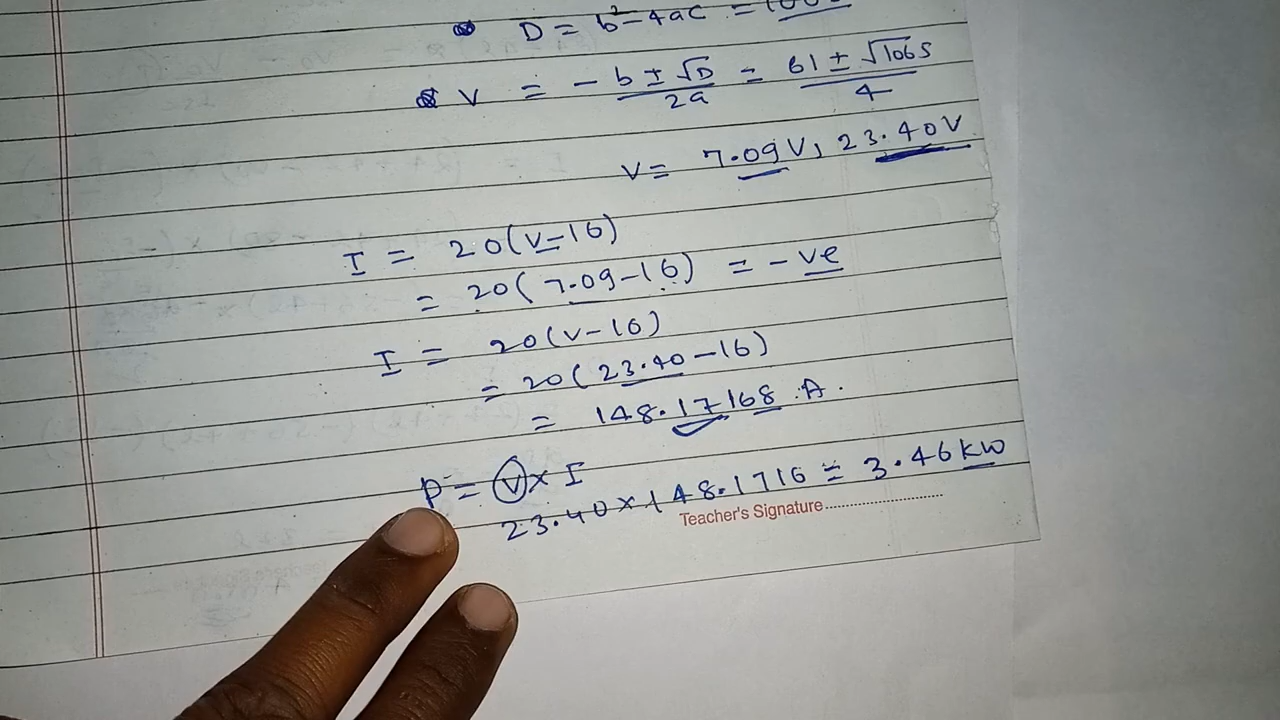 D = b²-4ac =
V = -b ± √D / 2a = 61 ± √1065 / 4
V = 7.09V, 23.40V
I = 20(V-16)
= 20(7.09-16) = -ve
I = 20(V-16)
= 20(23.40-16)
= 148.17168 A.
P = V × I
23.40×148.1716 = 3.46 kW
Teacher's Signature